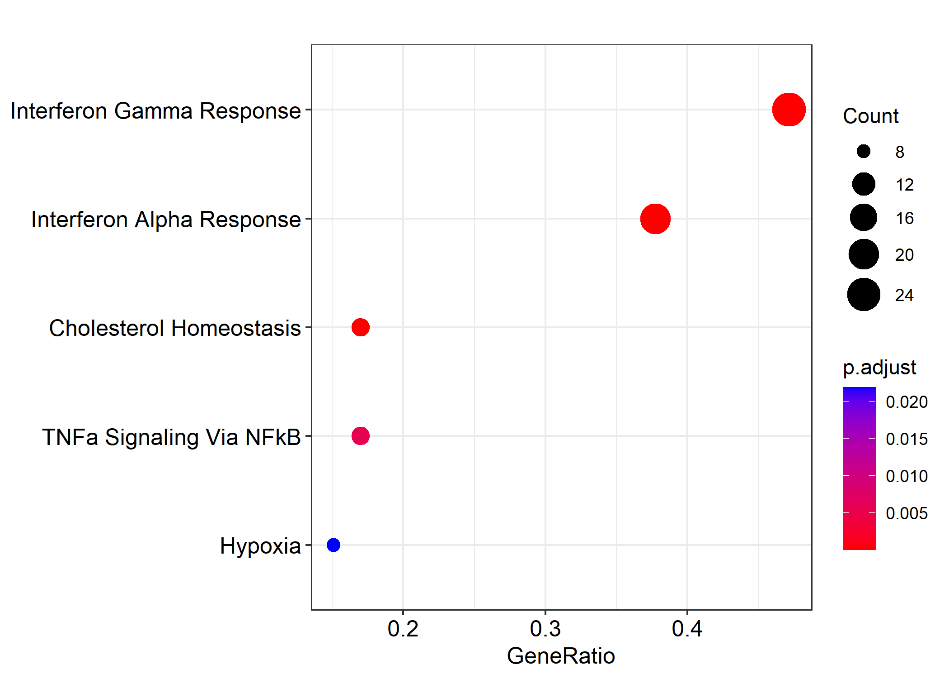 Interferon Gamma Response
Interferon Alpha Response
Cholesterol Homeostasis
TNFa Signaling Via NFkB
Hypoxia
0.2
0.3
0.4
GeneRatio
Count
8
12
16
20
24
p.adjust
0.020
0.015
0.010
0.005